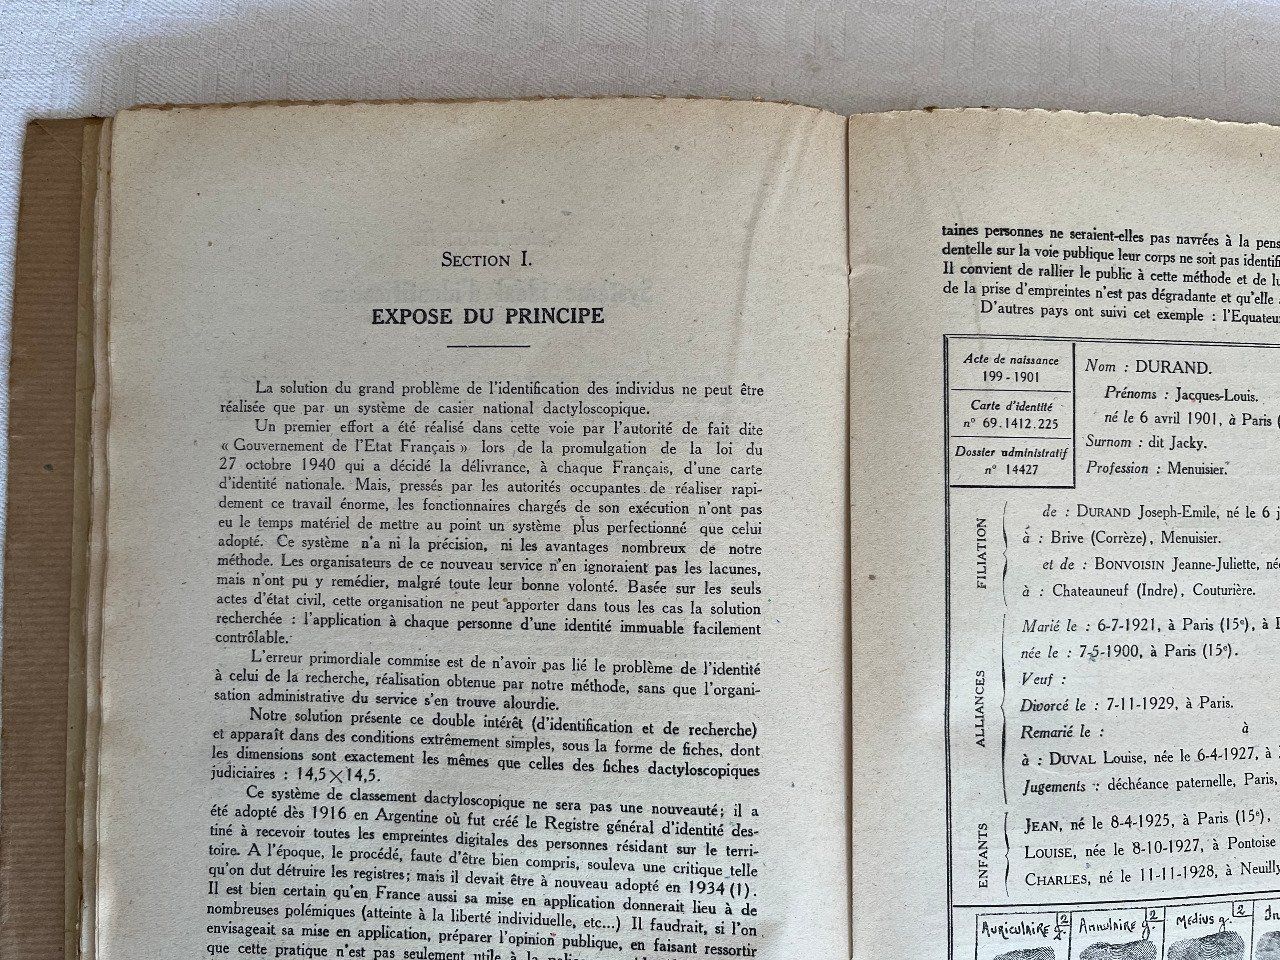 SECTION I.
EXPOSE DU PRINCIPE
La solution du grand problème de l'identification des individus ne peut être
réalisée que par un système de casier national dactyloscopique.
Un premier effort a été réalisé dans cette voie par l'autorité de fait dite
« Gouvernement de l'Etat Français » lors de la promulgation de la loi du
27 octobre 1940 qui a décidé la délivrance, à chaque Français, d'une carte
d'identité nationale. Mais, pressés par les autorités occupantes de réaliser rapi-
dement ce travail énorme, les fonctionnaires chargés de son exécution n'ont pas
eu le temps matériel de mettre au point un système plus perfectionné que celui
adopté. Ce système n'a ni la précision, ni les avantages nombreux de notre
méthode. Les organisateurs de ce nouveau service n'en ignoraient pas les lacunes,
mais n'ont pu y remédier, malgré toute leur bonne volonté. Basée sur les seuls
actes d'état civil, cette organisation ne peut apporter dans tous les cas la solution
recherchée : l'application à chaque personne d'une identité immuable facilement
contrôlable.
L'erreur primordiale commise est de n'avoir pas lié le problème de l'identité
à celui de la recherche, réalisation obtenue par notre méthode, sans que l'organi-
sation administrative du service s'en trouve alourdie.
Notre solution présente ce double intérêt (d'identification et de recherche)
et apparaît dans des conditions extrêmement simples, sous la forme de fiches, dont
les dimensions sont exactement les mêmes que celles des fiches dactyloscopiques
judiciaires : 14,5×14,5.
Ce système de classement dactyloscopique ne sera pas une nouveauté; il a
été adopté dès 1916 en Argentine où fut créé le Registre général d'identité des-
tiné à recevoir toutes les empreintes digitales des personnes résidant sur le terri-
toire. A l'époque, le procédé, faute d'être bien compris, souleva une critique telle
qu'on dut détruire les registres; mais il devait être à nouveau adopté en 1934 (1).
Il est bien certain qu'en France aussi sa mise en application donnerait lieu à de
nombreuses polémiques (atteinte à la liberté individuelle, etc...) Il faudrait, si l'on
envisageait sa mise en application, préparer l'opinion publique, en faisant ressortir
que cette pratique n'est pas seulement utile à la
taines personnes ne seraient-elles pas navrées à la pens
dentelle sur la voie publique leur corps ne soit pas identifi
Il convient de rallier le public à cette méthode et de lu
de la prise d'empreintes n'est pas dégradante et qu'elle
D'autres pays ont suivi cet exemple : l'Equateu
Acte de naissance
199-1901
Carte d'identité
n° 69.1412.225
Dossier administratif
n° 14427
Nom : DURAND.
Prénoms : Jacques-Louis.
né le 6 avril 1901, à Paris (
Surnom : dit Jacky.
Profession : Menuisier.
FILIATION
de : DURAND Joseph-Emile, né le 6 j
à : Brive (Corrèze), Menuisier.
et de : BONVOISIN Jeanne-Juliette, né
à : Chateauneuf (Indre), Couturière.
ALLIANCES
Marié le : 6-7-1921, à Paris (15e), à
née le : 7-5-1900, à Paris (15e).
Veuf :
Divorcé le : 7-11-1929, à Paris.
Remarié le : à
à : DUVAL Louise, née le 6-4-1927, à
Jugements : déchéance paternelle, Paris,
ENFANTS
JEAN, né le 8-4-1925, à Paris (15e),
LOUISE, née le 8-10-1927, à Pontoise
CHARLES, né le 11-11-1928, à Neuilly
Auriculaire g. 2 Annulaire g. 2 Médius g. 2